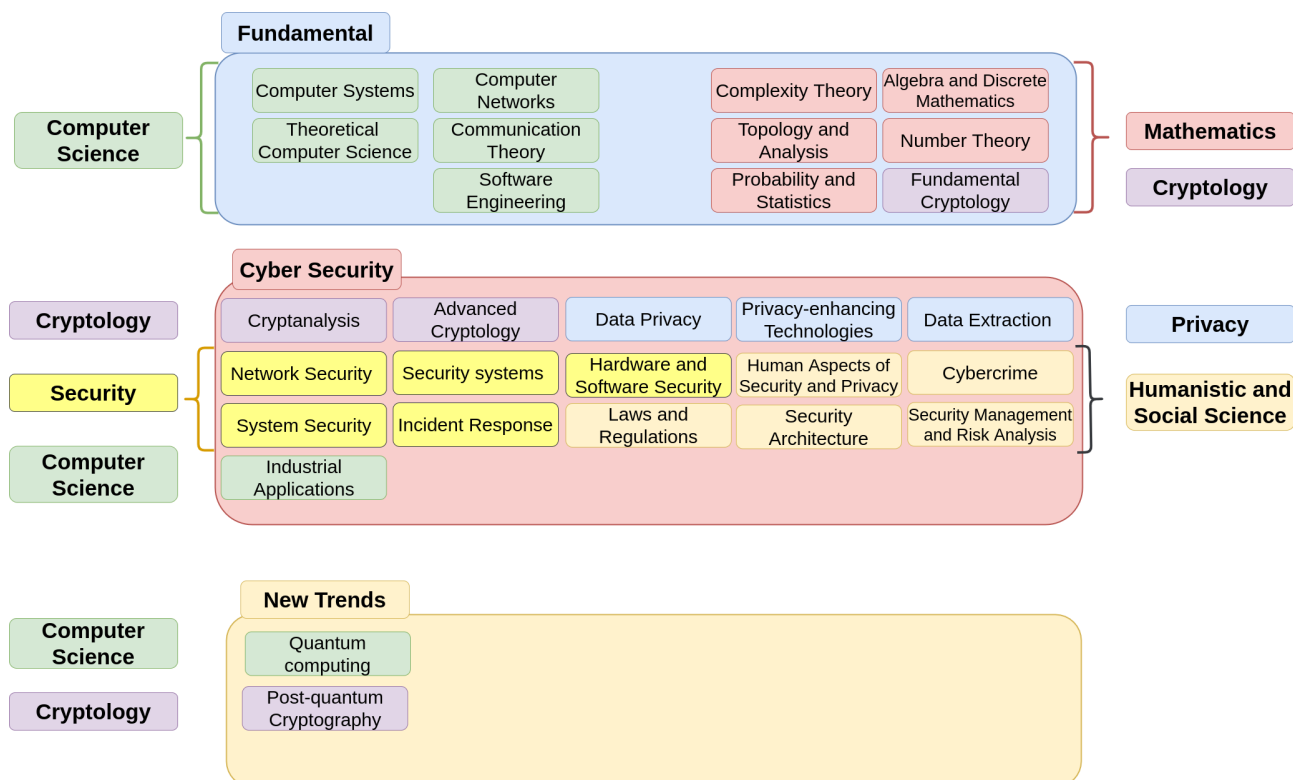 Fundamental
Computer Systems
Computer
Networks
Complexity Theory
Algebra and Discrete
Mathematics
Computer
Science
Theoretical
Computer Science
Communication
Theory
Topology and
Analysis
Number Theory
Mathematics
Software
Engineering
Probability and
Statistics
Fundamental
Cryptology
Cryptology
Cyber Security
Cryptology
Cryptanalysis
Advanced
Cryptology
Data Privacy
Privacy-enhancing
Technologies
Data Extraction
Privacy
Security
Network Security
Security systems
Hardware and
Software Security
Human Aspects of
Security and Privacy
Cybercrime
Humanistic and
Social Science
System Security
Incident Response
Laws and
Regulations
Security
Architecture
Security Management
and Risk Analysis
Computer
Science
Industrial
Applications
New Trends
Computer
Science
Quantum
computing
Cryptology
Post-quantum
Cryptography